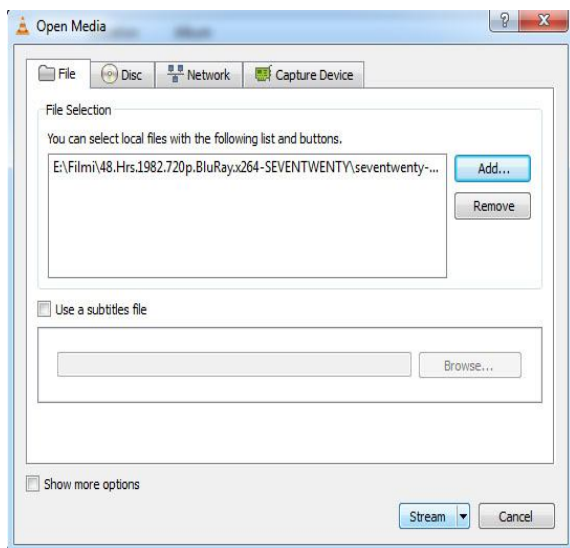 Open Media
File Disc Network Capture Device
File Selection
You can select local files with the following list and buttons.
E:\Filmi\48.Hrs.1982.720p.BluRay.x264-SEVENTWENTY\seventwenty-...
Add...
Remove
Use a subtitles file
Browse...
Show more options
Stream Cancel